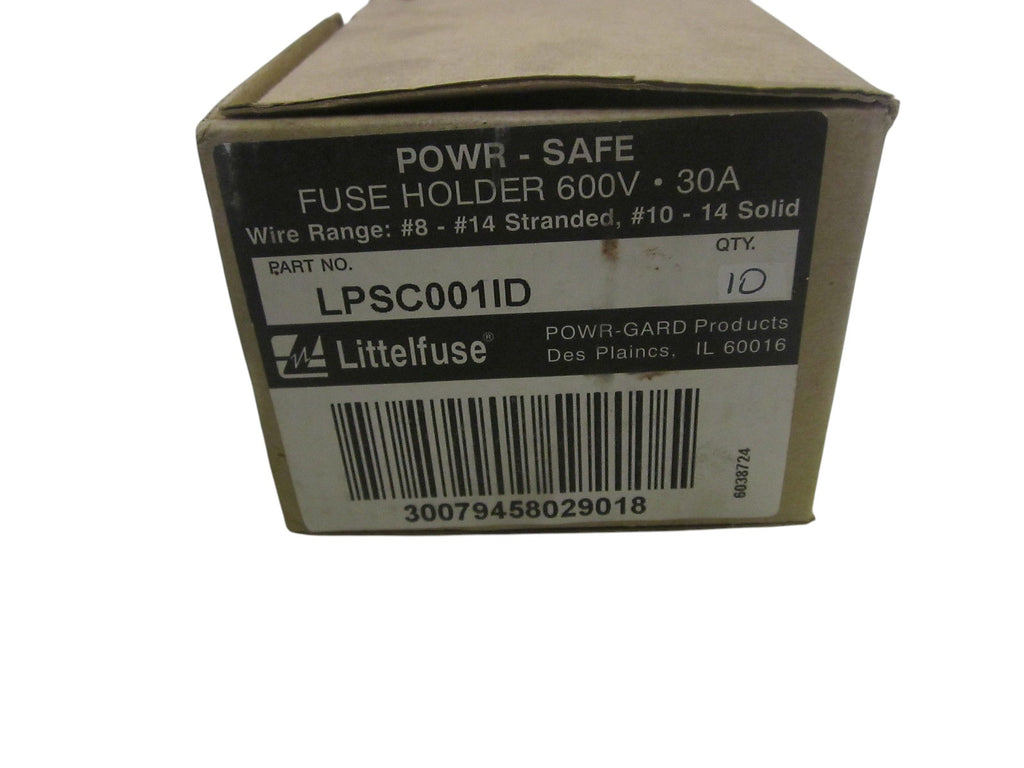 POWR - SAFE
FUSE HOLDER 600V • 30A
Wire Range: #8 - #14 Stranded, #10 - 14 Solid
PART NO.
QTY.
LPSC001ID
10
Littelfuse®
POWR-GARD Products
Des Plaines, IL 60016
30079458029018
6038724